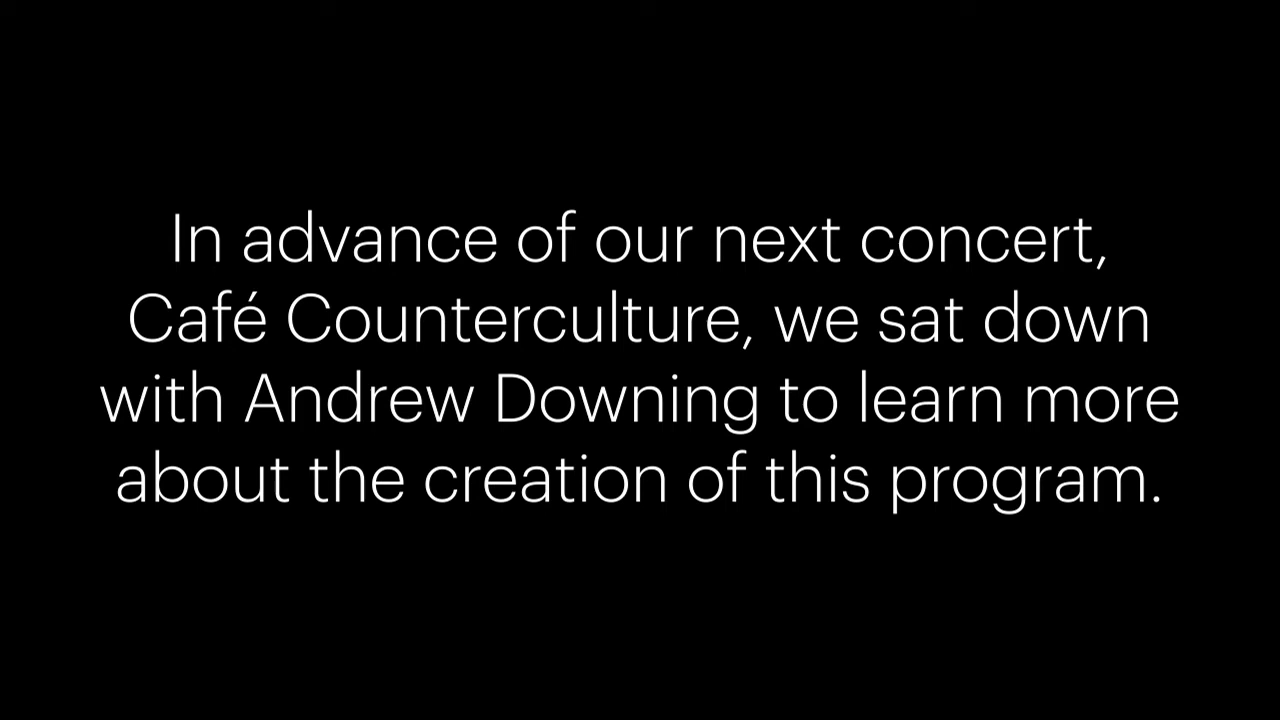 In advance of our next concert,
Café Counterculture, we sat down
with Andrew Downing to learn more
about the creation of this program.